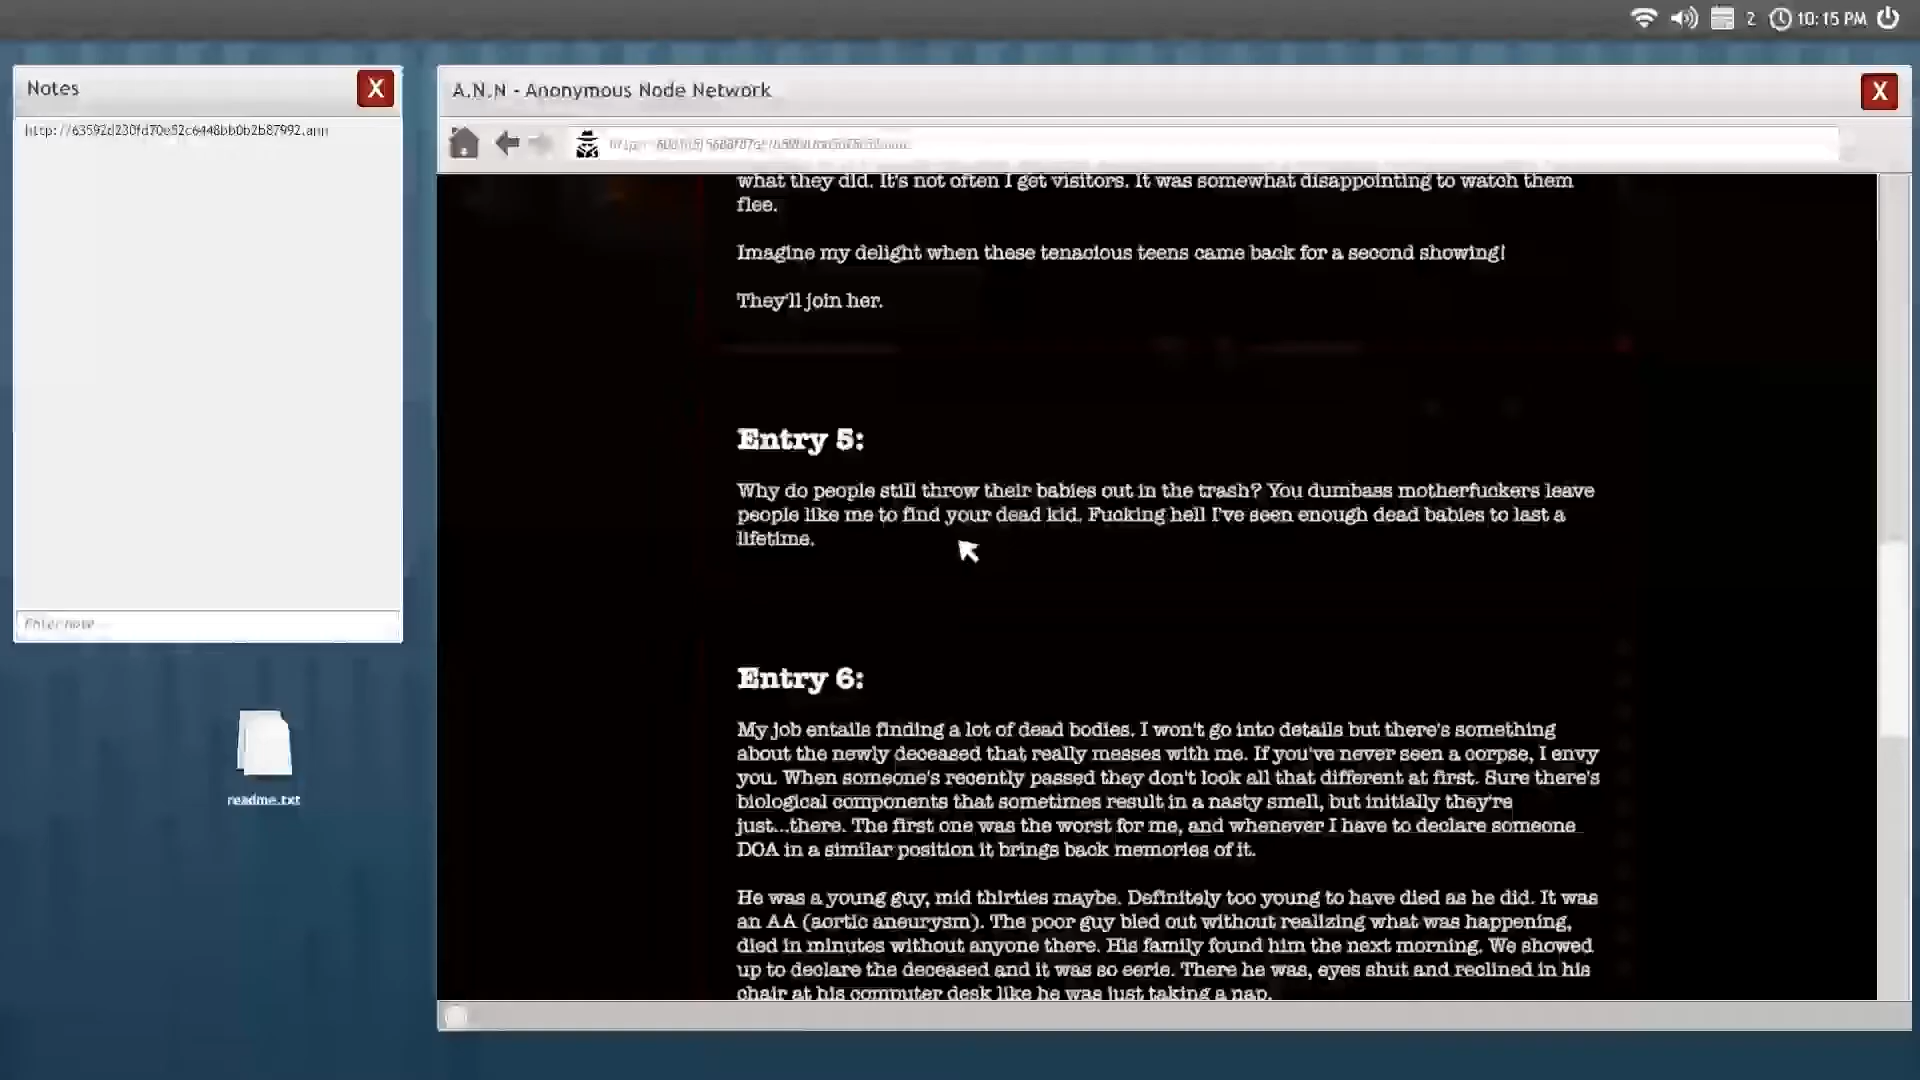 2 10:15 PM
Notes
A.N.N - Anonymous Node Network
http://63592d230fd70e52c6448bb0b2b87992.ann
what they did. It's not often I get visitors. It was somewhat disappointing to watch them
flee.
Imagine my delight when these tenacious teens came back for a second showing!
They'll join her.
Entry 5:
Why do people still throw their babies out in the trash? You dumbass motherfuckers leave
people like me to find your dead kid. Fucking hell I've seen enough dead babies to last a
lifetime.
Entry 6:
My job entails finding a lot of dead bodies. I won't go into details but there's something
about the newly deceased that really messes with me. If you've never seen a corpse, I envy
you. When someone's recently passed they don't look all that different at first. Sure there's
biological components that sometimes result in a nasty smell, but initially they're
just...there. The first one was the worst for me, and whenever I have to declare someone
DOA in a similar position it brings back memories of it.
He was a young guy, mid thirties maybe. Definitely too young to have died as he did. It was
an AA (aortic aneurysm). The poor guy bled out without realizing what was happening,
died in minutes without anyone there. His family found him the next morning. We showed
up to declare the deceased and it was so eerie. There he was, eyes shut and reclined in his
chair at his computer desk like he was just taking a nap.
Enter note
readme.txt